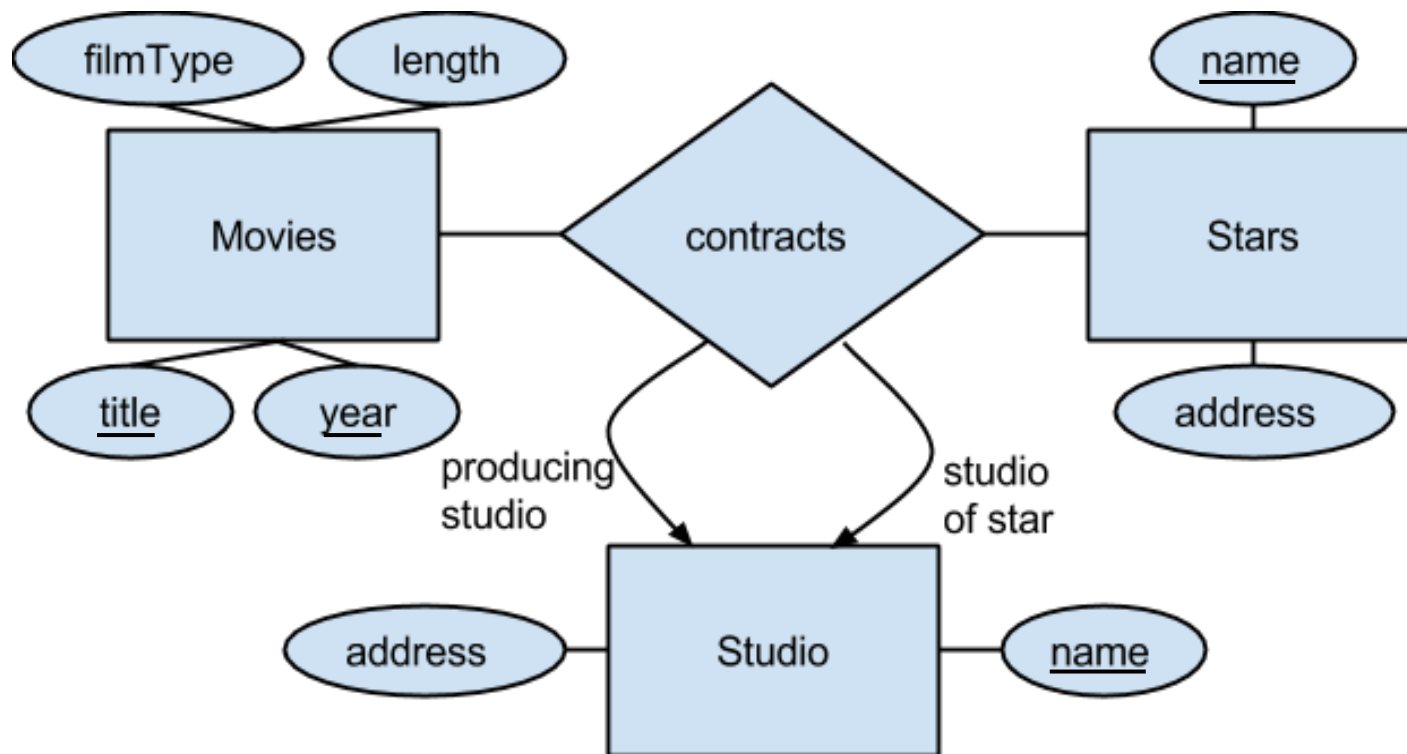 filmType
length
name
Movies
contracts
Stars
title
year
address
producing
studio
studio
of star
address
Studio
name